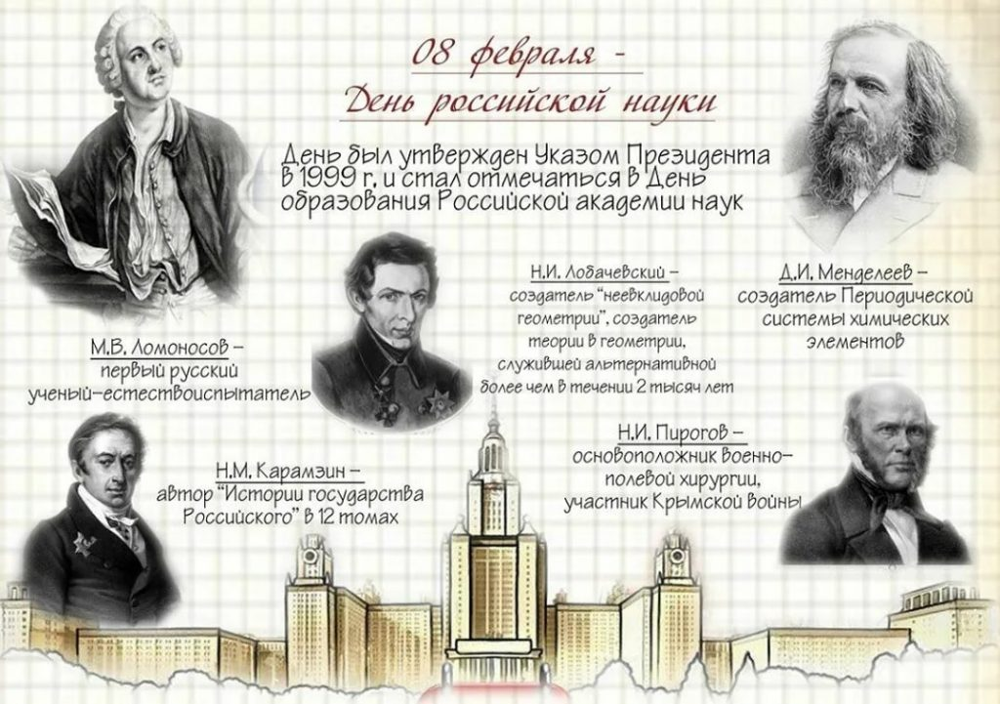 08 февраля -
День российской науки
День был утвержден Указом Президента
в 1999 г. и стал отмечаться в День
образования Российской академии наук
М.В. Ломоносов –
первый русский
ученый-естествоиспытатель
Н.И. Лобачевский –
создатель "неевклидовой
геометрии", создатель
теории в геометрии,
служившей альтернативной
более чем в течении 2 тысяч лет
Д.И. Менделеев –
создатель Периодической
системы химических
элементов
Н.М. Карамзин –
автор "Истории государства
Российского" в 12 томах
Н.И. Пирогов –
основоположник военно-
полевой хирургии,
участник Крымской войны